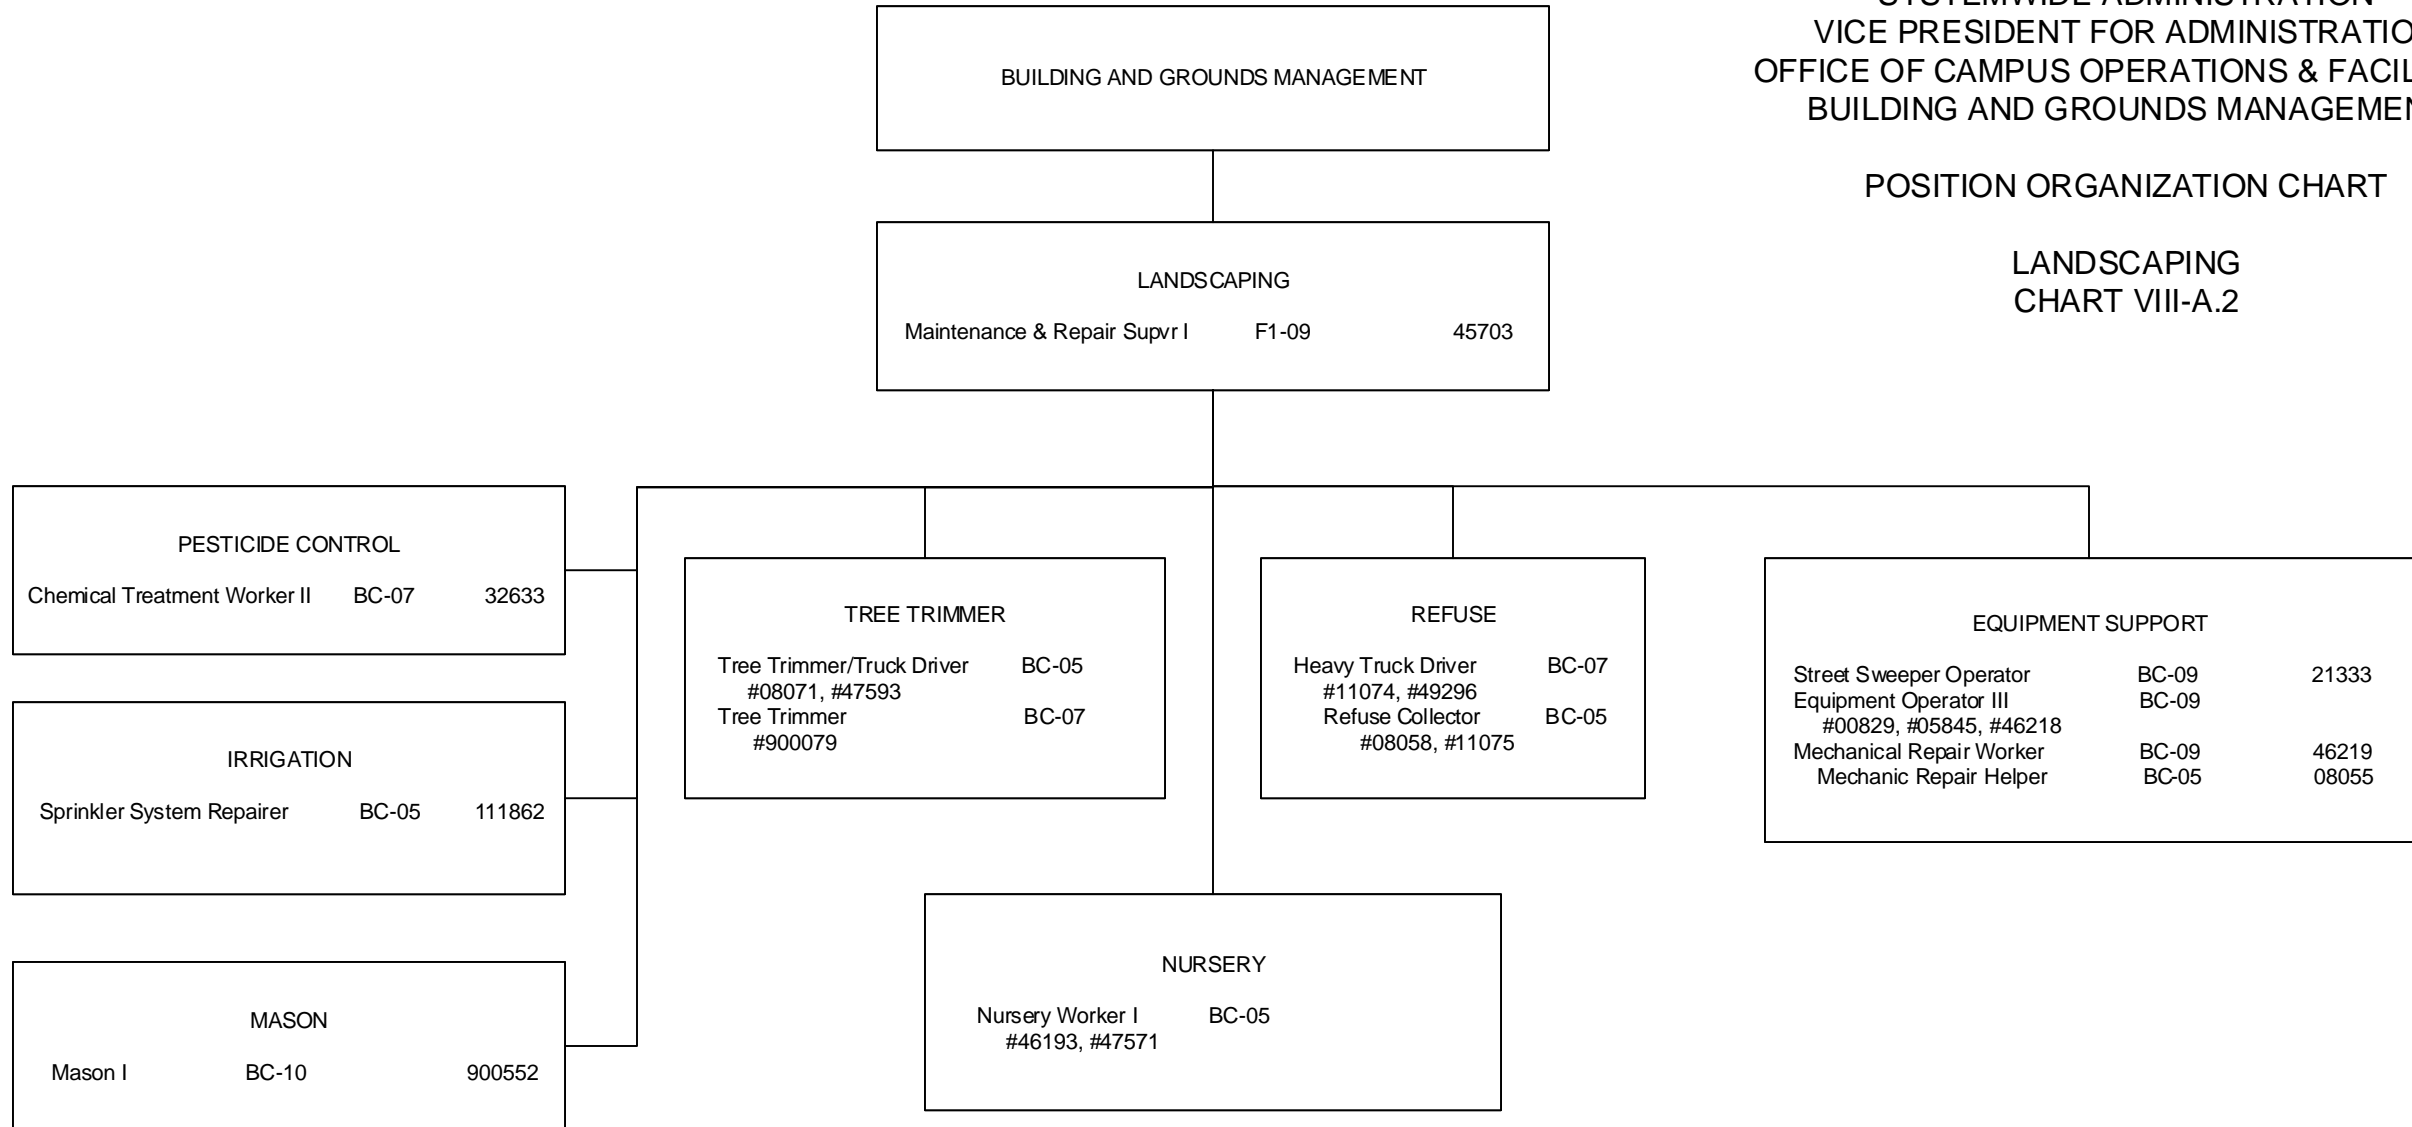 SYSTEMWIDE ADMINISTRATION
VICE PRESIDENT FOR ADMINISTRATIO
OFFICE OF CAMPUS OPERATIONS & FACIL
BUILDING AND GROUNDS MANAGEMEN
POSITION ORGANIZATION CHART
LANDSCAPING
CHART VIII-A.2
BUILDING AND GROUNDS MANAGEMENT
LANDSCAPING
Maintenance & Repair Supvr I F1-09 45703
PESTICIDE CONTROL
Chemical Treatment Worker II BC-07 32633
IRRIGATION
Sprinkler System Repairer BC-05 111862
MASON
Mason I BC-10 900552
TREE TRIMMER
Tree Trimmer/Truck Driver BC-05
#08071, #47593
Tree Trimmer BC-07
#900079
REFUSE
Heavy Truck Driver BC-07
#11074, #49296
Refuse Collector BC-05
#08058, #11075
EQUIPMENT SUPPORT
Street Sweeper Operator BC-09 21333
Equipment Operator III BC-09
#00829, #05845, #46218
Mechanical Repair Worker BC-09 46219
Mechanic Repair Helper BC-05 08055
NURSERY
Nursery Worker I BC-05
#46193, #47571